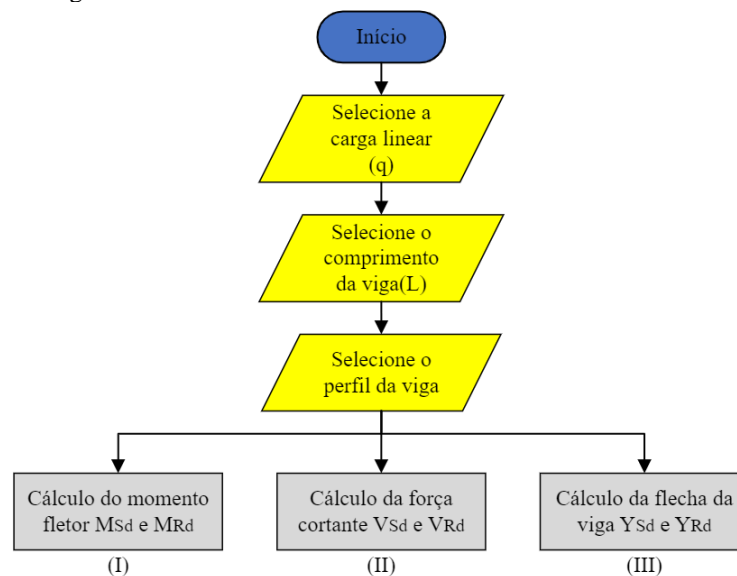 Início
Selecione a
carga linear
(q)
Selecione o
comprimento
da viga(L)
Selecione o
perfil da viga
Cálculo do momento
fletor MSd e MRd
(I)
Cálculo da força
cortante VSd e VRd
(II)
Cálculo da flecha da
viga YSd e YRd
(III)